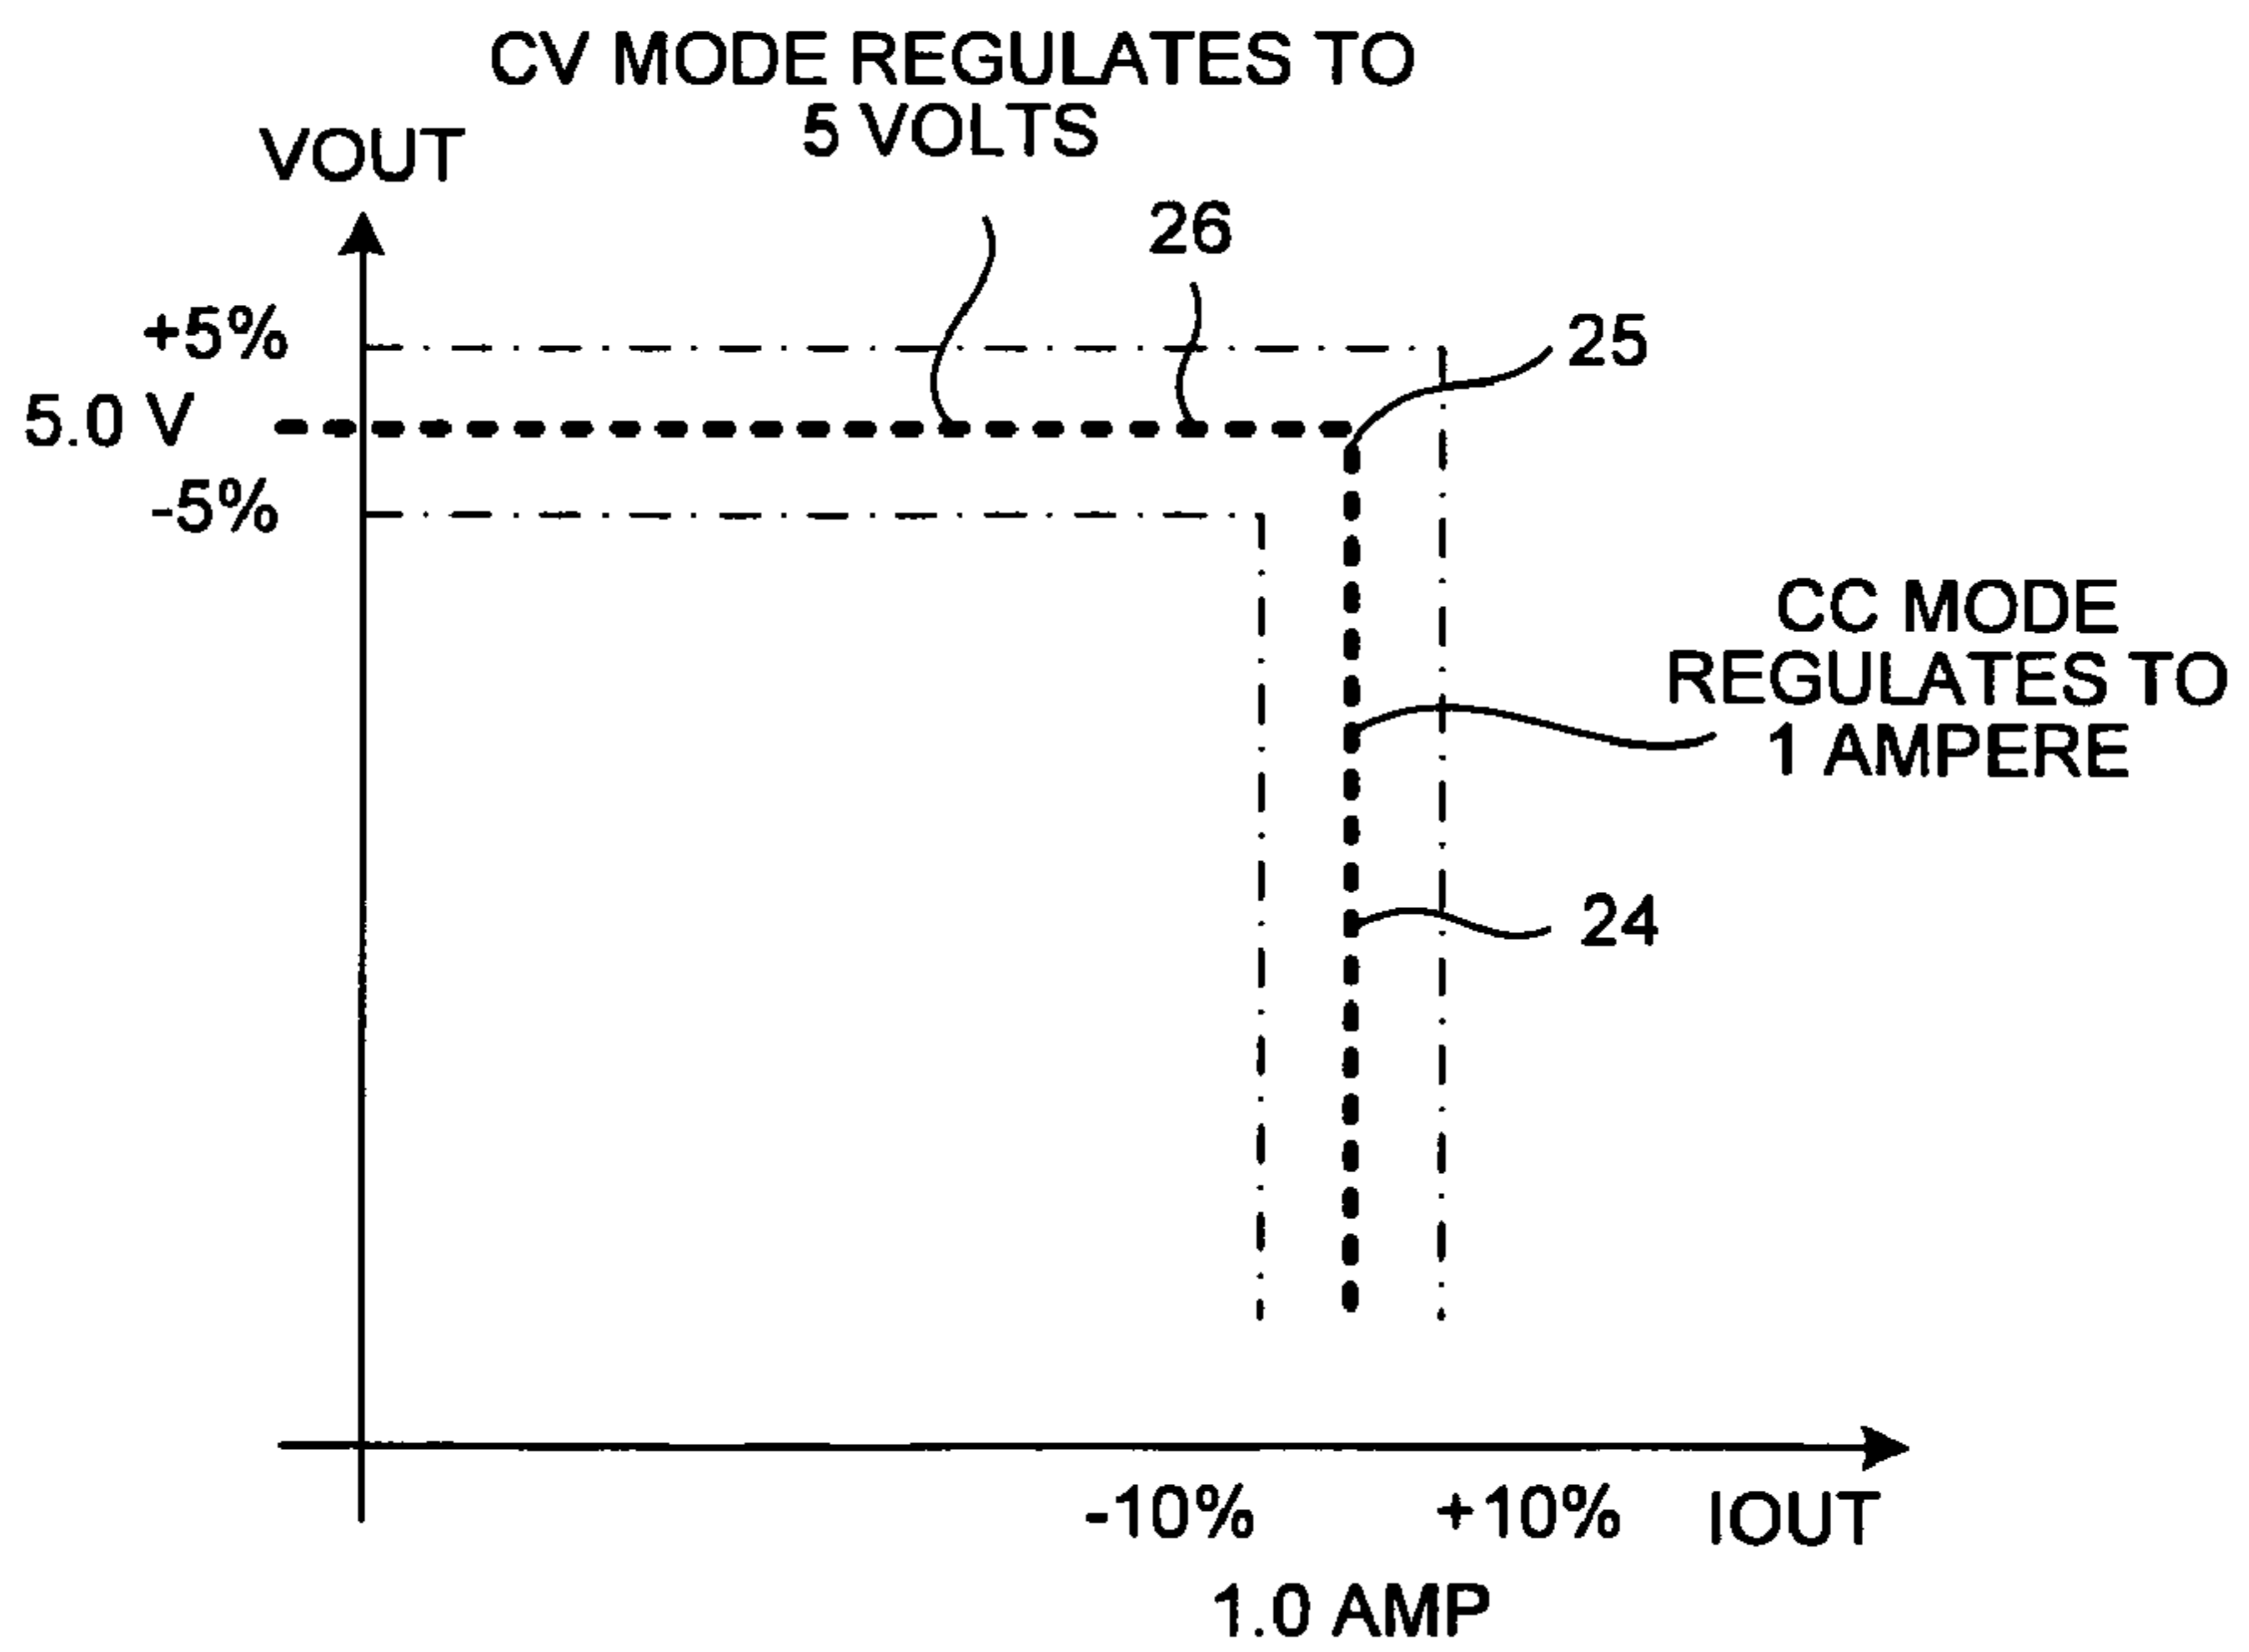 CV MODE REGULATES TO
5 VOLTS
VOUT
26
+5%
25
5.0 V
-5%
CC MODE
REGULATES TO
1 AMPERE
24
-10%
+10%
IOUT
1.0 AMP